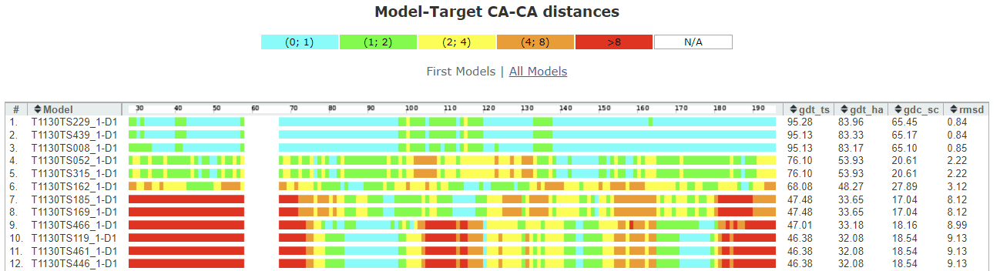 Model-Target CA-CA distances
(0; 1) (1; 2) (2; 4) (4; 8) >8 N/A
First Models | All Models
# Model 30 40 50 60 70 80 90 100 110 120 130 140 150 160 170 180 190 gdt_ts gdt_ha gdc_sc rmsd
1. T1130TS229_1-D1 95.28 83.96 65.45 0.84
2. T1130TS439_1-D1 95.13 83.33 65.17 0.84
3. T1130TS008_1-D1 95.13 83.17 65.10 0.85
4. T1130TS052_1-D1 76.10 53.93 20.61 2.22
5. T1130TS315_1-D1 76.10 53.93 20.61 2.22
6. T1130TS162_1-D1 68.08 48.27 27.89 3.12
7. T1130TS185_1-D1 47.48 33.65 17.04 8.12
8. T1130TS169_1-D1 47.48 33.65 17.04 8.12
9. T1130TS466_1-D1 47.01 33.18 18.16 8.99
10. T1130TS119_1-D1 46.38 32.08 18.54 9.13
11. T1130TS461_1-D1 46.38 32.08 18.54 9.13
12. T1130TS446_1-D1 46.38 32.08 18.54 9.13